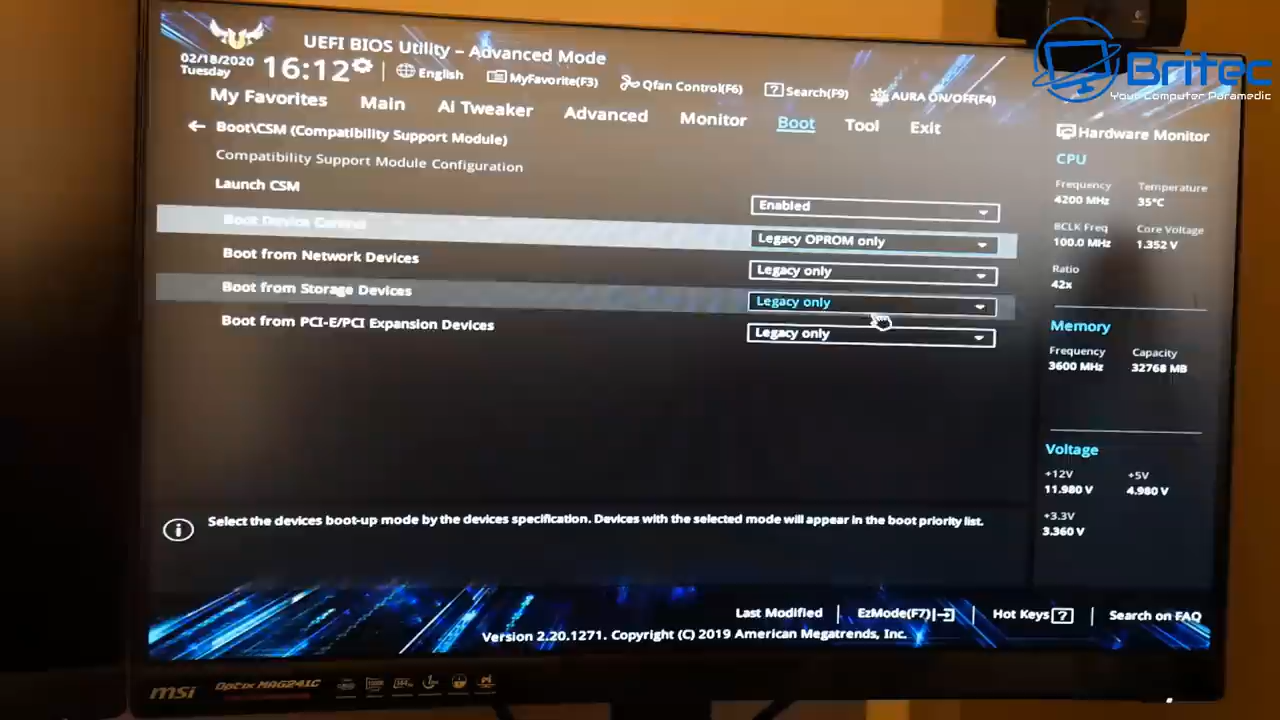 Britec
Your Computer Paramedic
UEFI BIOS Utility – Advanced Mode
02/18/2020
Tuesday
16:12
English
MyFavorite(F3)
Qfan Control(F6)
Search(F9)
AURA ON/OFF(F4)
My Favorites
Main
Ai Tweaker
Advanced
Monitor
Boot
Tool
Exit
Hardware Monitor
Boot\CSM (Compatibility Support Module)
Compatibility Support Module Configuration
Launch CSM
Enabled
Boot Device Control
Legacy OPROM only
Boot from Network Devices
Legacy only
Boot from Storage Devices
Legacy only
Boot from PCI-E/PCI Expansion Devices
Legacy only
CPU
Frequency
Temperature
4200 MHz
35°C
BCLK Freq
Core Voltage
100.0 MHz
1.352 V
Ratio
42x
Memory
Frequency
Capacity
3600 MHz
32768 MB
Voltage
+12V
+5V
11.980 V
4.980 V
+3.3V
3.360 V
Select the devices boot-up mode by the devices specification. Devices with the selected mode will appear in the boot priority list.
Last Modified
EzMode(F7)
Hot Keys
Search on FAQ
Version 2.20.1271. Copyright (C) 2019 American Megatrends, Inc.
msi
Optix MAG241C